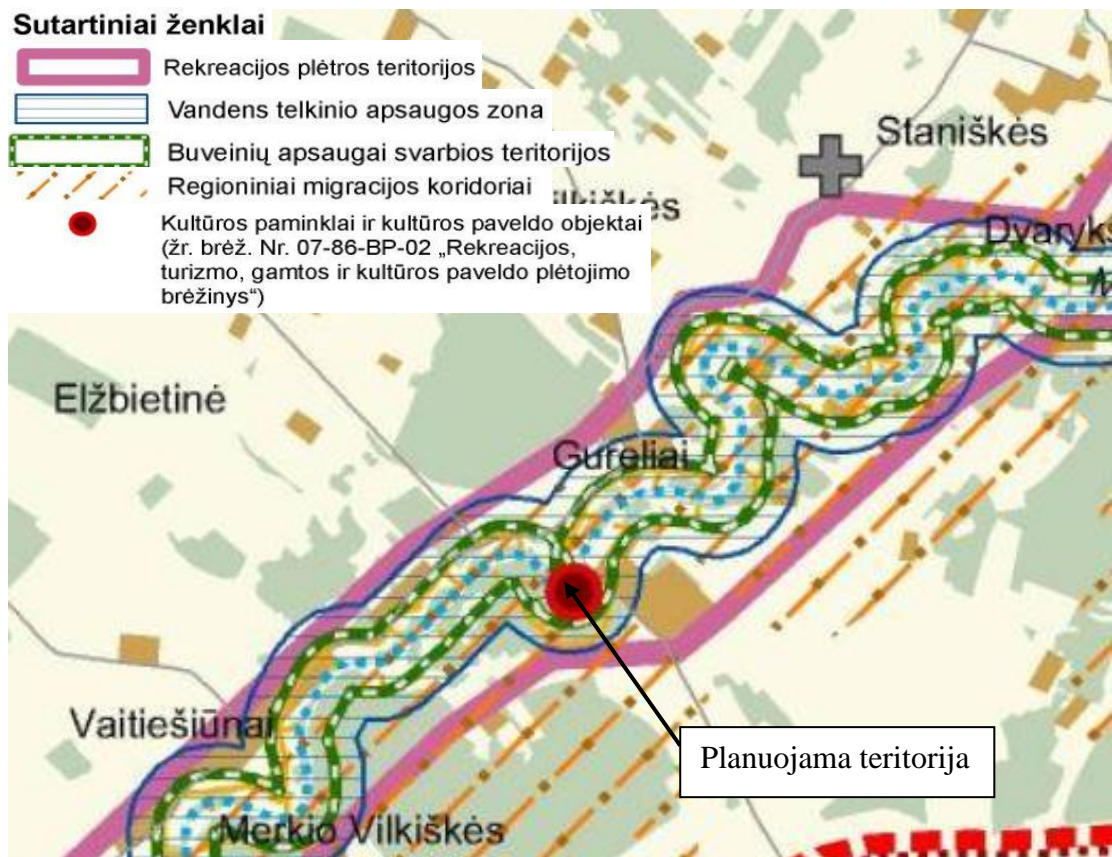 Sutartiniai ženklai
Rekreacijos plėtros teritorijos
Vandens telkinio apsaugos zona
Buveinių apsaugai svarbios teritorijos
Regioniniai migracijos koridoriai
Kultūros paminklai ir kultūros paveldo objektai
(žr. brėž. Nr. 07-86-BP-02 „Rekreacijos,
turizmo, gamtos ir kultūros paveldo plėtojimo
brėžinys“)
Staniškės
Elžbietinė
Gureliai
Vaitiešiūnai
Planuojama teritorija
Merkio Vilkiškės